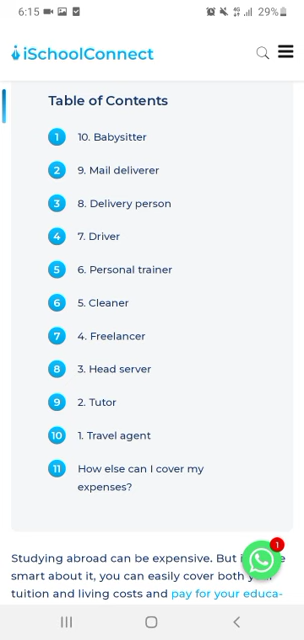 6:15
29%
iSchoolConnect
Table of Contents
1 10. Babysitter
2 9. Mail deliverer
3 8. Delivery person
4 7. Driver
5 6. Personal trainer
6 5. Cleaner
7 4. Freelancer
8 3. Head server
9 2. Tutor
10 1. Travel agent
11 How else can I cover my
expenses?
1
Studying abroad can be expensive. But
smart about it, you can easily cover both your
tuition and living costs and pay for your educa-